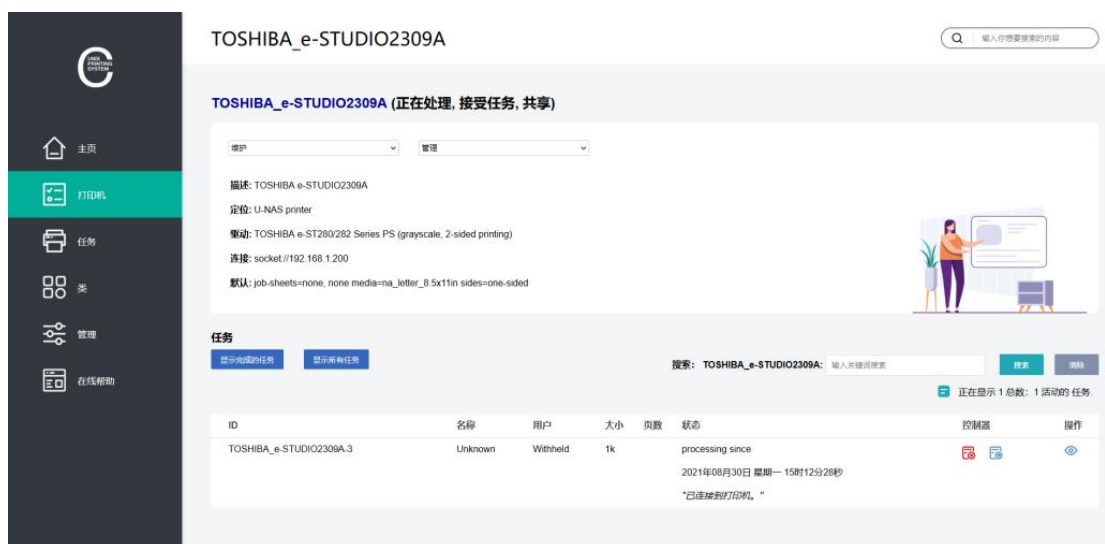 TOSHIBA_e-STUDIO2309A
输入你想要搜索的内容
UNIX
PRINTING
SYSTEM
TOSHIBA_e-STUDIO2309A (正在处理, 接受任务, 共享)
主页
打印机
任务
类
管理
在线帮助
维护 管理
描述: TOSHIBA e-STUDIO2309A
定位: U-NAS printer
驱动: TOSHIBA e-ST280/282 Series PS (grayscale, 2-sided printing)
连接: socket://192.168.1.200
默认: job-sheets=none, none media=na_letter_8.5x11in sides=one-sided
任务
显示完成的任务 显示所有任务
搜索: TOSHIBA_e-STUDIO2309A: 输入关键词搜索 搜索 清除
正在显示 1 总数: 1 活动的 任务.
ID 名称 用户 大小 页数 状态 控制器 操作
TOSHIBA_e-STUDIO2309A-3 Unknown Withheld 1k processing since
2021年08月30日 星期一 15时12分28秒
"已连接到打印机。"